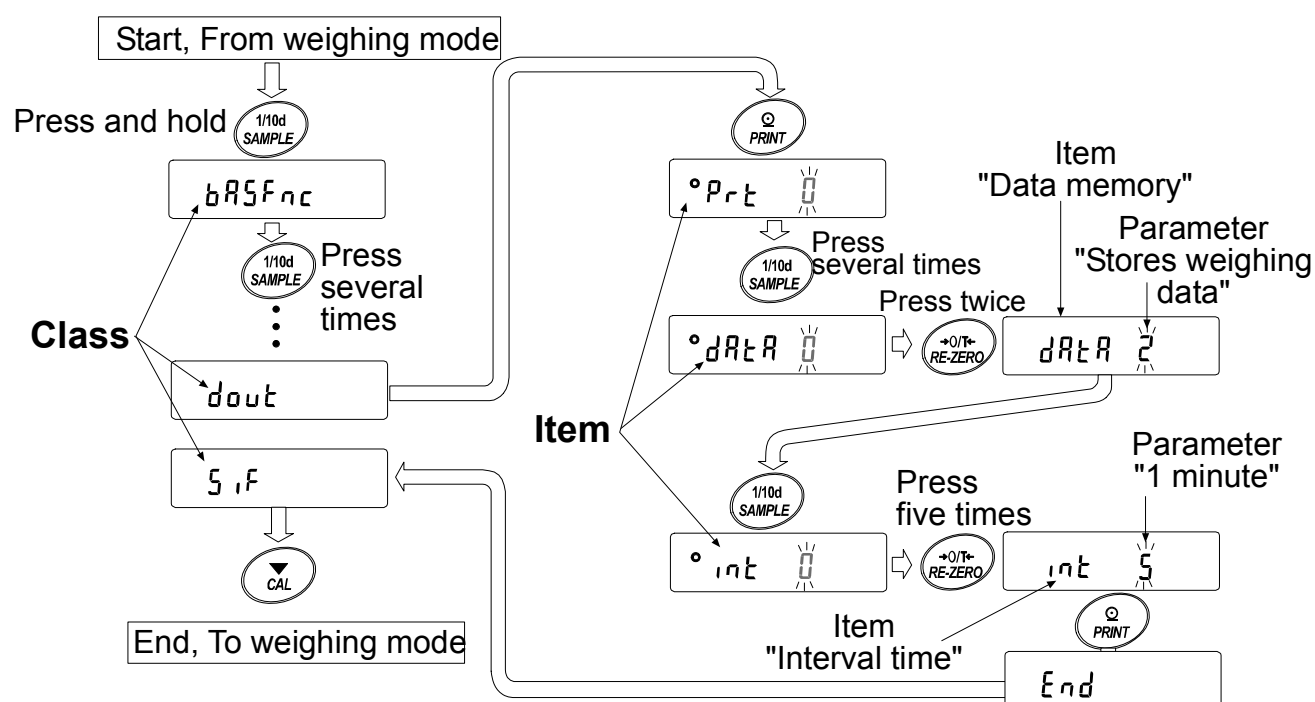 Start, From weighing mode
Press and hold
1/10d
SAMPLE
bASFnc
1/10d
SAMPLE
Press
several
times
Class
dout
S iF
CAL
End, To weighing mode
PRINT
Prt 0
1/10d
SAMPLE
Press
several times
Item
"Data memory"
Parameter
"Stores weighing
data"
Press twice
dAtA 0
→0/T←
RE-ZERO
dAtA 2
Item
1/10d
SAMPLE
Press
five times
Parameter
"1 minute"
int 0
→0/T←
RE-ZERO
int 5
Item
"Interval time"
PRINT
End